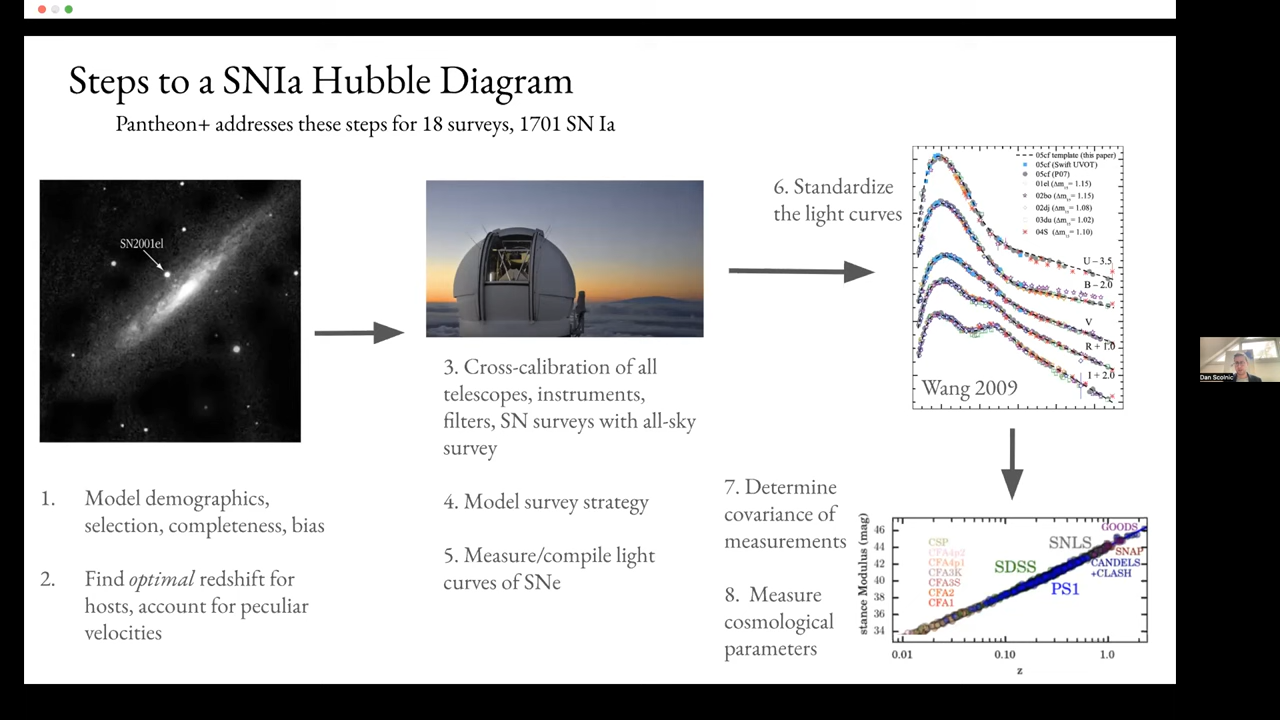 Steps to a SNIa Hubble Diagram
Pantheon+ addresses these steps for 18 surveys, 1701 SN Ia
SN2001el
1. Model demographics,
selection, completeness, bias
2. Find optimal redshift for
hosts, account for peculiar
velocities
3. Cross-calibration of all
telescopes, instruments,
filters, SN surveys with all-sky
survey
4. Model survey strategy
5. Measure/compile light
curves of SNe
6. Standardize
the light curves
05cf template (this paper)
05cf (Swift UVOT)
05cf (P07)
01el (Δm15= 1.15)
02bo (Δm15= 1.15)
02dj (Δm15= 1.08)
03du (Δm15= 1.02)
04S (Δm15= 1.10)
U – 3.5
B – 2.0
V
R + 1.0
I + 2.0
Wang 2009
7. Determine
covariance of
measurements
8. Measure
cosmological
parameters
stance Modulus (mag)
46
44
42
40
38
36
34
CSP
CFA4p2
CFA4p1
CFA3K
CFA3S
CFA2
CFA1
SDSS
SNLS
PS1
GOODS
SNAP
CANDELS
+CLASH
0.01
0.10
1.0
z
Dan Scolnic